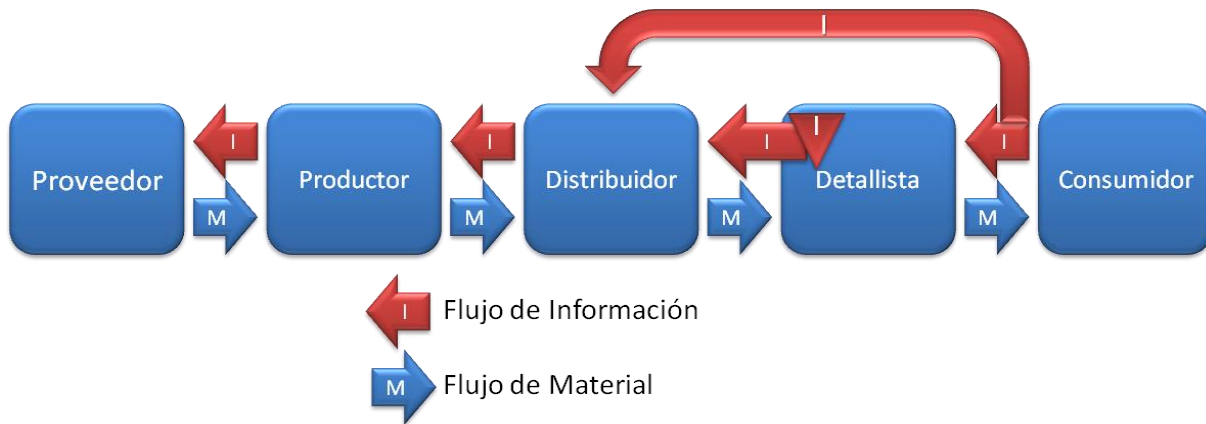 I
I I I I I
Proveedor Productor Distribuidor Detallista Consumidor
M M M M
I Flujo de Información
M Flujo de Material